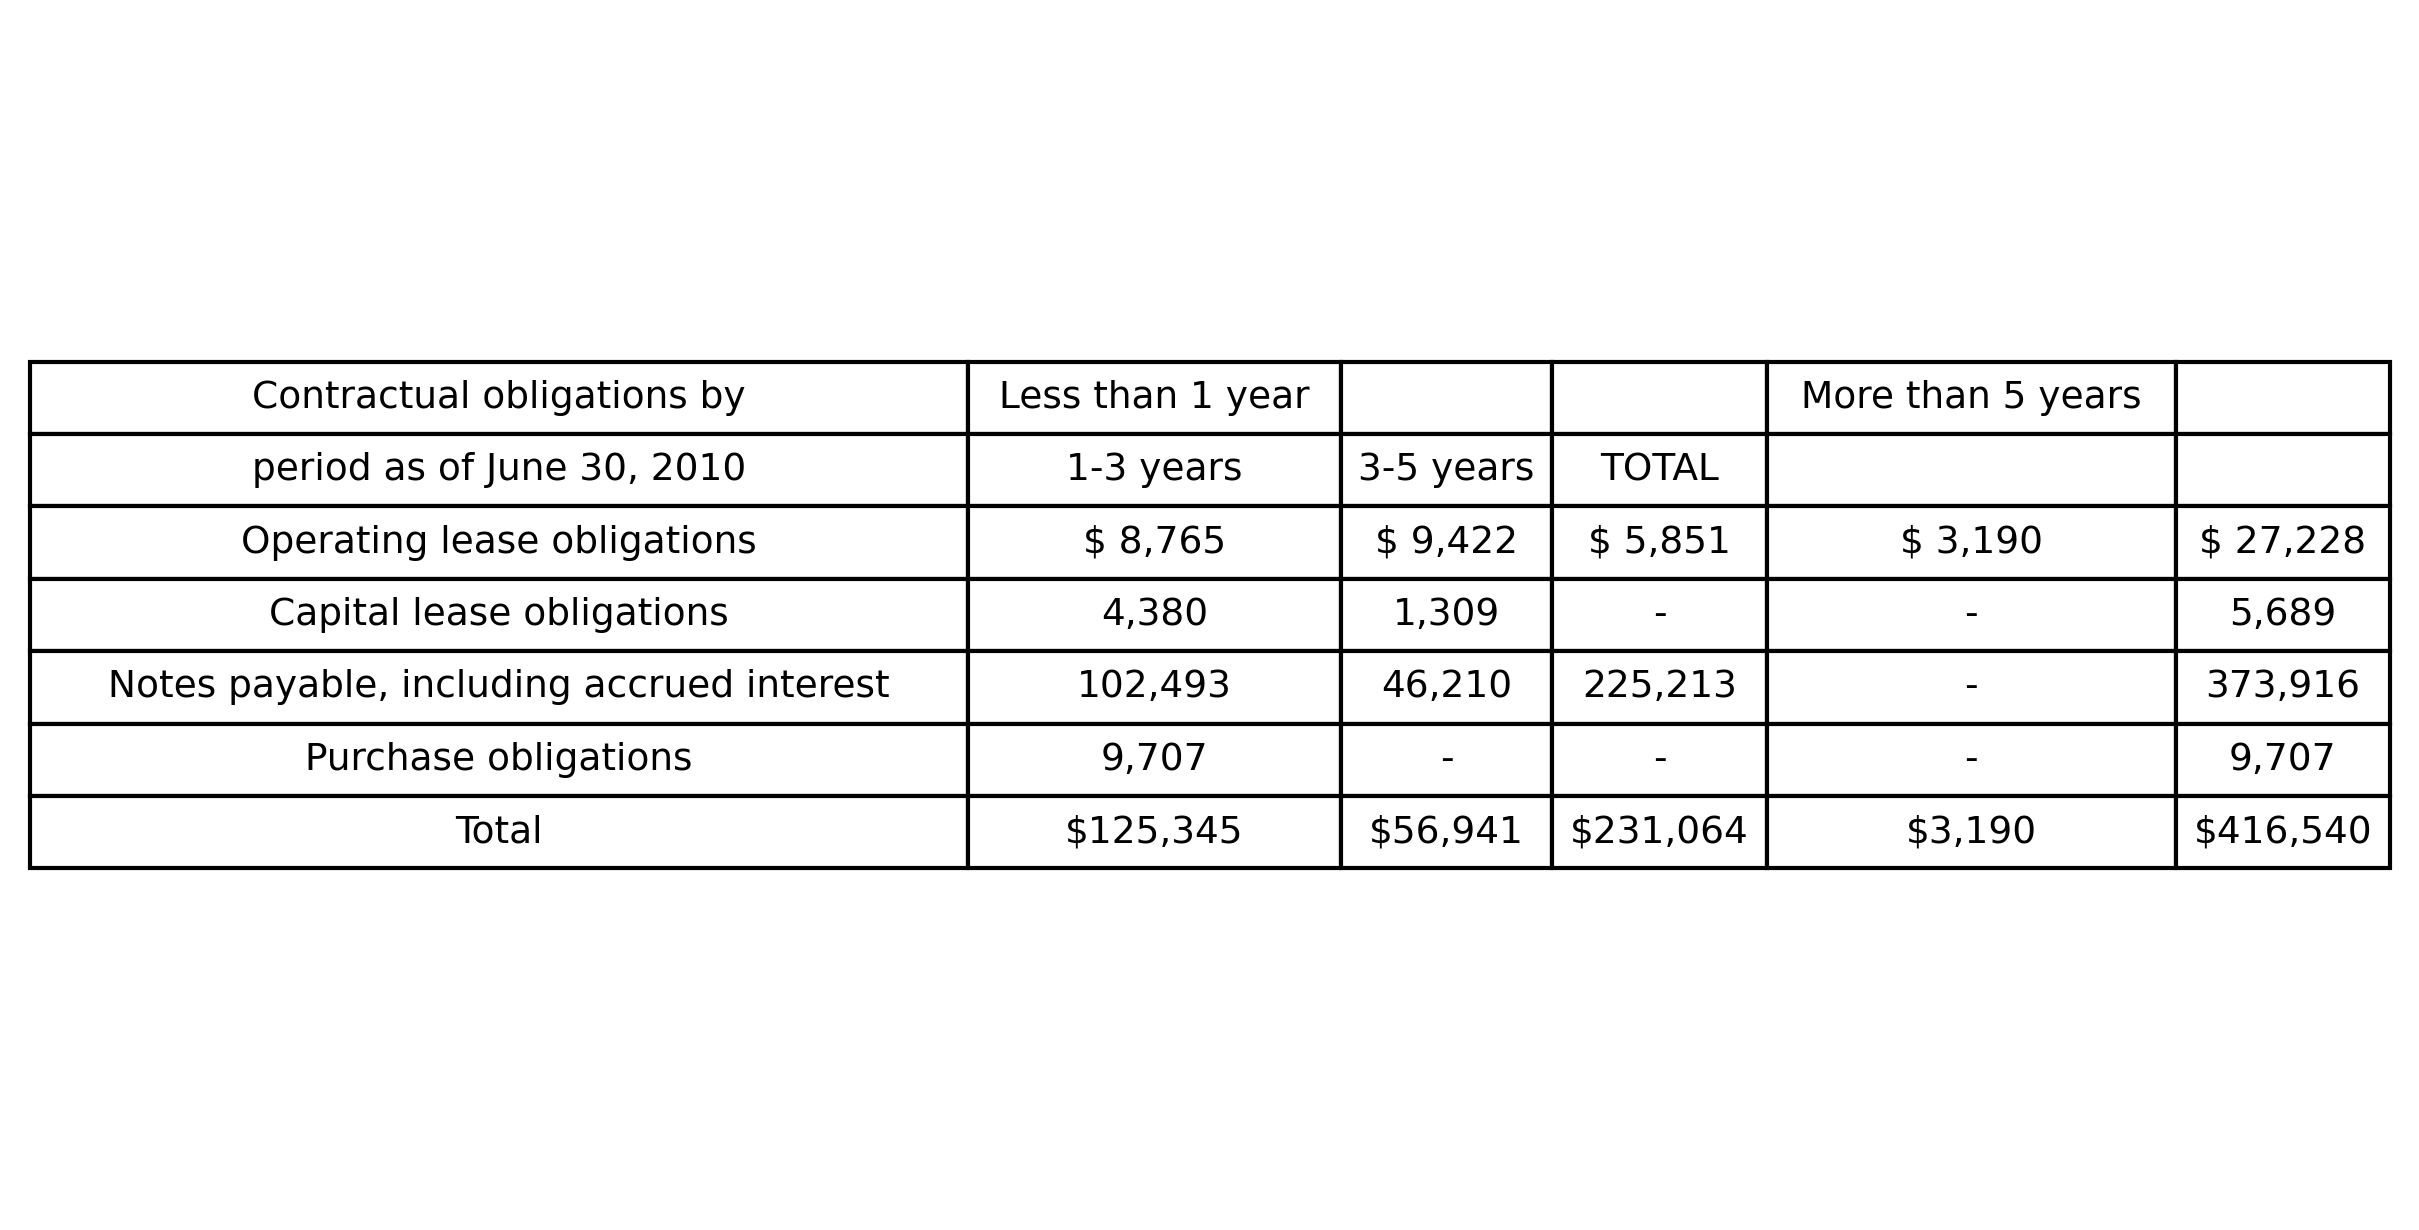 Contractual obligations by Less than 1 year More than 5 years
period as of June 30, 2010 1-3 years 3-5 years TOTAL
Operating lease obligations $ 8,765 $ 9,422 $ 5,851 $ 3,190 $ 27,228
Capital lease obligations 4,380 1,309 - - 5,689
Notes payable, including accrued interest 102,493 46,210 225,213 - 373,916
Purchase obligations 9,707 - - - 9,707
Total $125,345 $56,941 $231,064 $3,190 $416,540